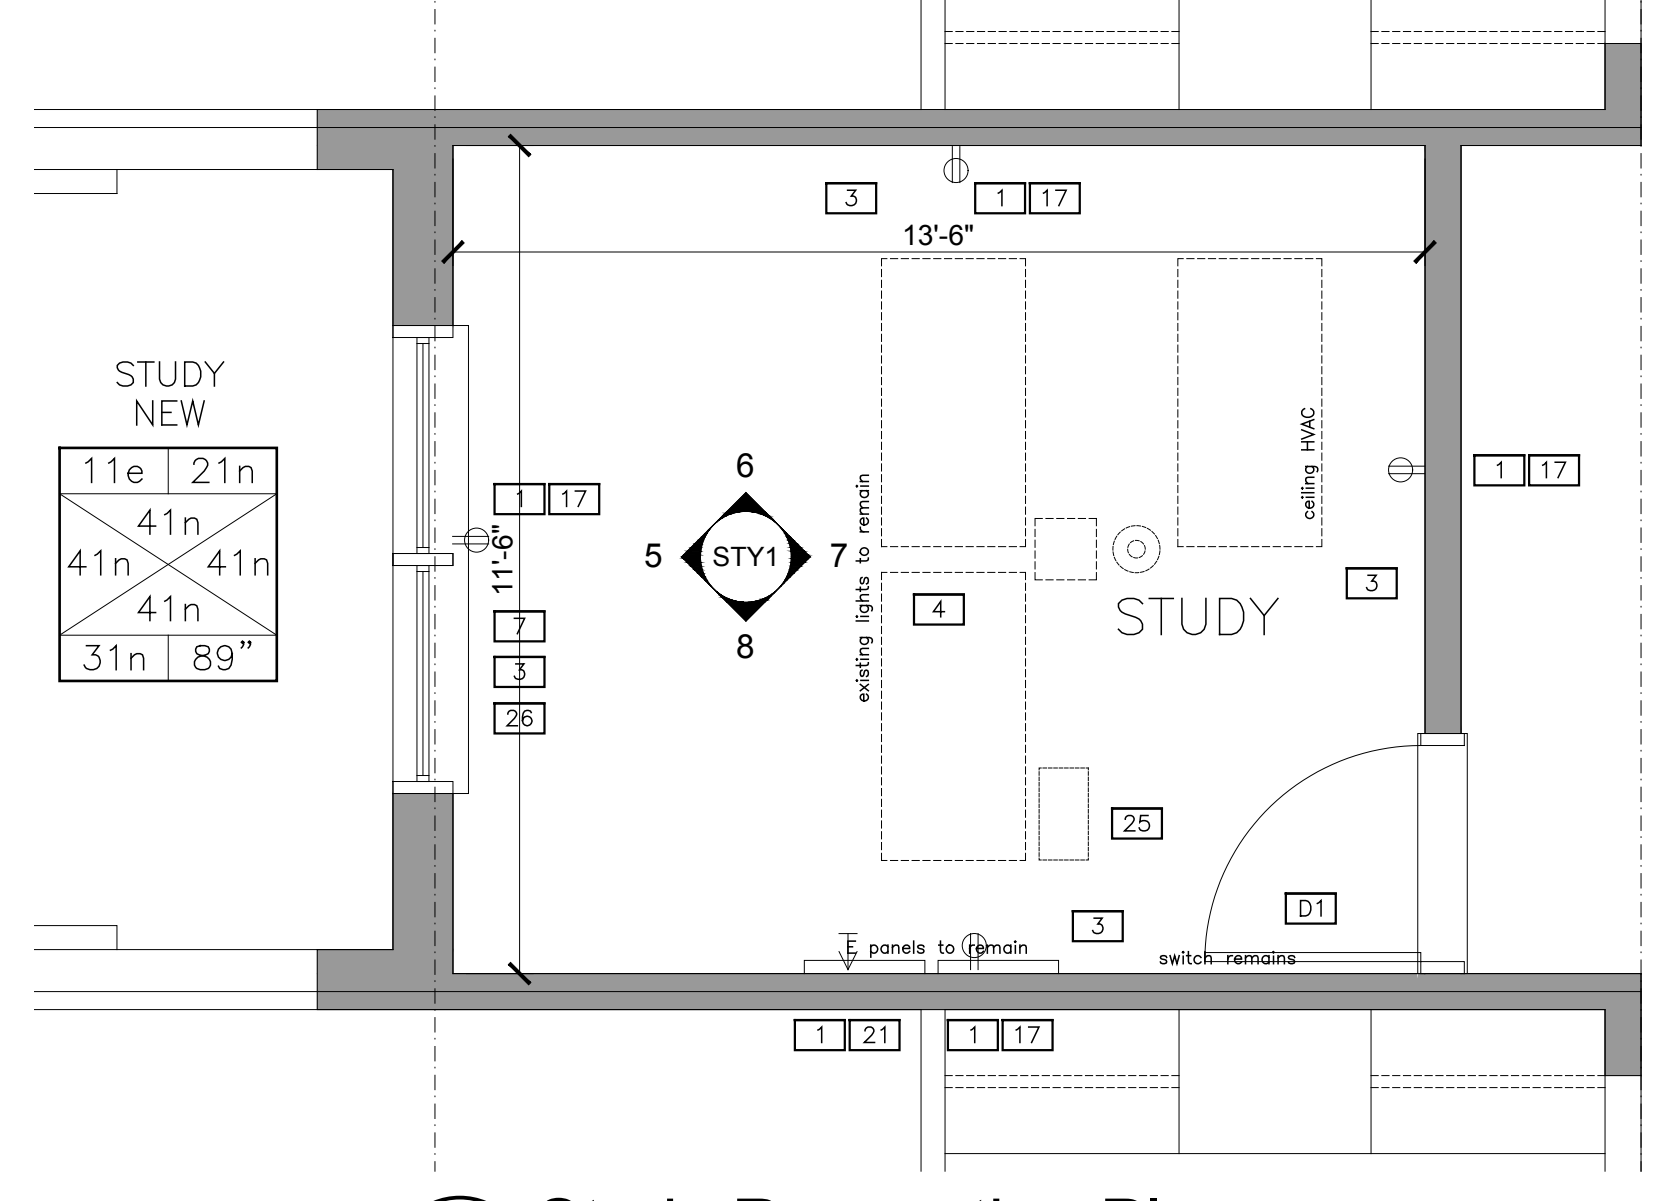 3
1 17
13'-6"
STUDY
NEW
11e 21n
41n
41n 41n
41n
31n 89"
1 17
11'-6"
7
3
26
6
5 STY1 7
8
existing lights to remain
4
ceiling HVAC
STUDY
1 17
3
25
D1
3
E panels to remain
switch remains
1 21
1 17